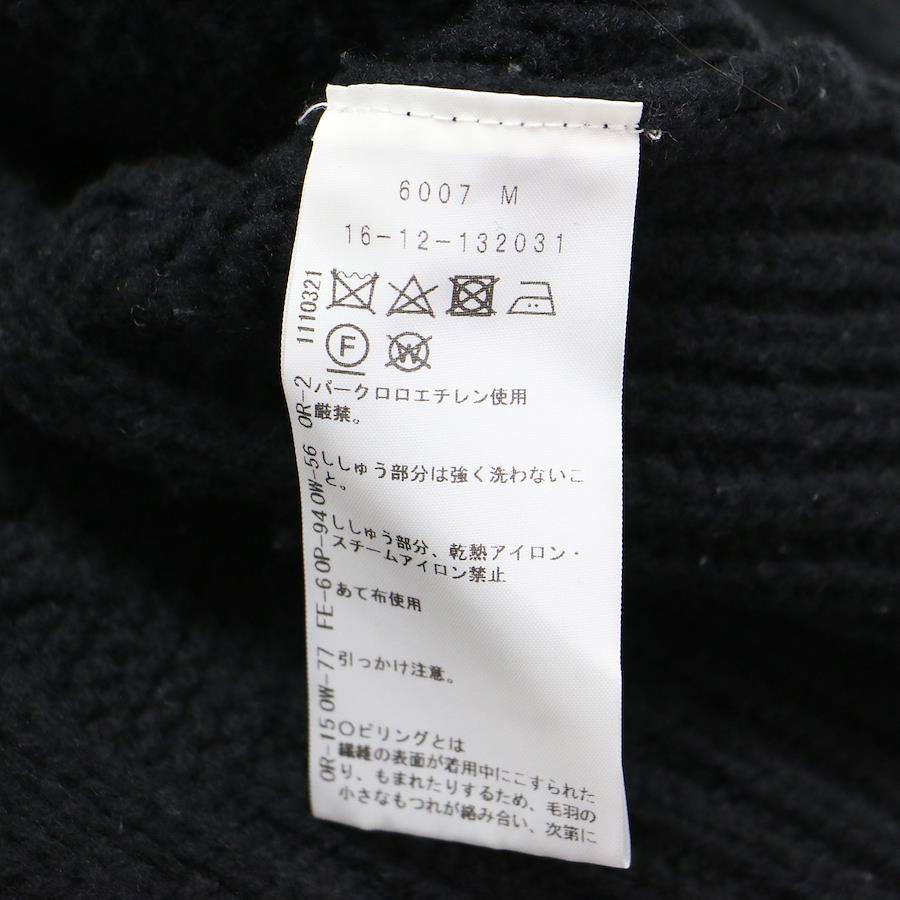 6007 M
16-12-132031
F
W
パークロロエチレン使用
厳禁。
ししゅう部分は強く洗わないこ
と。
ししゅう部分、乾熱アイロン・
スチームアイロン禁止
あて布使用
引っかけ注意。
〇ピリングとは
繊維の表面が着用中にこすられた
り、もまれたりするため、毛羽の
小さなもつれが絡み合い、次第に
OR-15OW-77 FE-6OP-94OW-56 OR-2 1110321